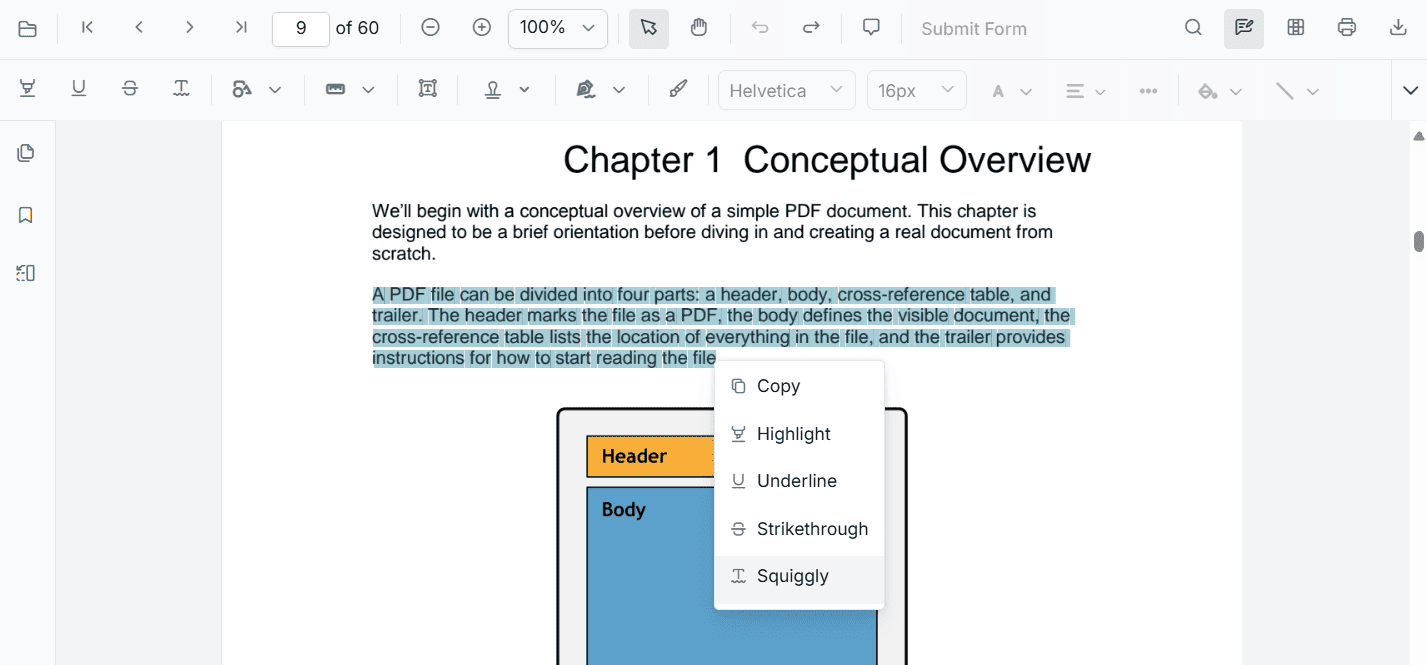 9 of 60 100% Submit Form
Helvetica 16px A
Chapter 1 Conceptual Overview
We’ll begin with a conceptual overview of a simple PDF document. This chapter is
designed to be a brief orientation before diving in and creating a real document from
scratch.
A PDF file can be divided into four parts: a header, body, cross-reference table, and
trailer. The header marks the file as a PDF, the body defines the visible document, the
cross-reference table lists the location of everything in the file, and the trailer provides
instructions for how to start reading the file
Copy
Highlight
Underline
Strikethrough
Squiggly
Header
Body